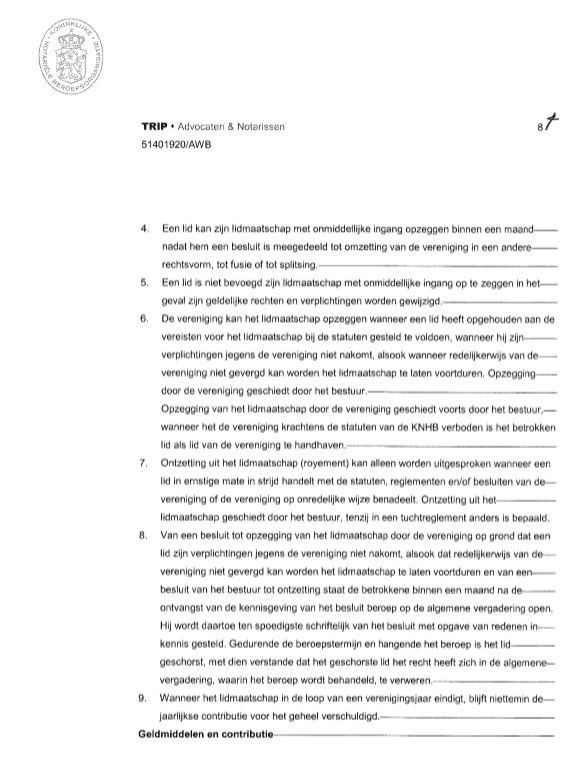 KONINKLIJKE NOTARIËLE BEROEPSORGANISATIE
TRIP • Advocaten & Notarissen
8
51401920/AWB
4. Een lid kan zijn lidmaatschap met onmiddellijke ingang opzeggen binnen een maand
nadat hem een besluit is meegedeeld tot omzetting van de vereniging in een andere
rechtsvorm, tot fusie of tot splitsing.
5. Een lid is niet bevoegd zijn lidmaatschap met onmiddellijke ingang op te zeggen in het
geval zijn geldelijke rechten en verplichtingen worden gewijzigd.
6. De vereniging kan het lidmaatschap opzeggen wanneer een lid heeft opgehouden aan de
vereisten voor het lidmaatschap bij de statuten gesteld te voldoen, wanneer hij zijn
verplichtingen jegens de vereniging niet nakomt, alsook wanneer redelijkerwijs van de
vereniging niet gevergd kan worden het lidmaatschap te laten voortduren. Opzegging
door de vereniging geschiedt door het bestuur.
Opzegging van het lidmaatschap door de vereniging geschiedt voorts door het bestuur,
wanneer het de vereniging krachtens de statuten van de KNHB verboden is het betrokken
lid als lid van de vereniging te handhaven.
7. Ontzetting uit het lidmaatschap (royement) kan alleen worden uitgesproken wanneer een
lid in ernstige mate in strijd handelt met de statuten, reglementen en/of besluiten van de
vereniging of de vereniging op onredelijke wijze benadeelt. Ontzetting uit het
lidmaatschap geschiedt door het bestuur, tenzij in een tuchtreglement anders is bepaald.
8. Van een besluit tot opzegging van het lidmaatschap door de vereniging op grond dat een
lid zijn verplichtingen jegens de vereniging niet nakomt, alsook dat redelijkerwijs van de
vereniging niet gevergd kan worden het lidmaatschap te laten voortduren en van een
besluit van het bestuur tot ontzetting staat de betrokkene binnen een maand na de
ontvangst van de kennisgeving van het besluit beroep op de algemene vergadering open.
Hij wordt daartoe ten spoedigste schriftelijk van het besluit met opgave van redenen in
kennis gesteld. Gedurende de beroepstermijn en hangende het beroep is het lid
geschorst, met dien verstande dat het geschorste lid het recht heeft zich in de algemene
vergadering, waarin het beroep wordt behandeld, te verweren.
9. Wanneer het lidmaatschap in de loop van een verenigingsjaar eindigt, blijft niettemin de
jaarlijkse contributie voor het geheel verschuldigd.
Geldmiddelen en contributie